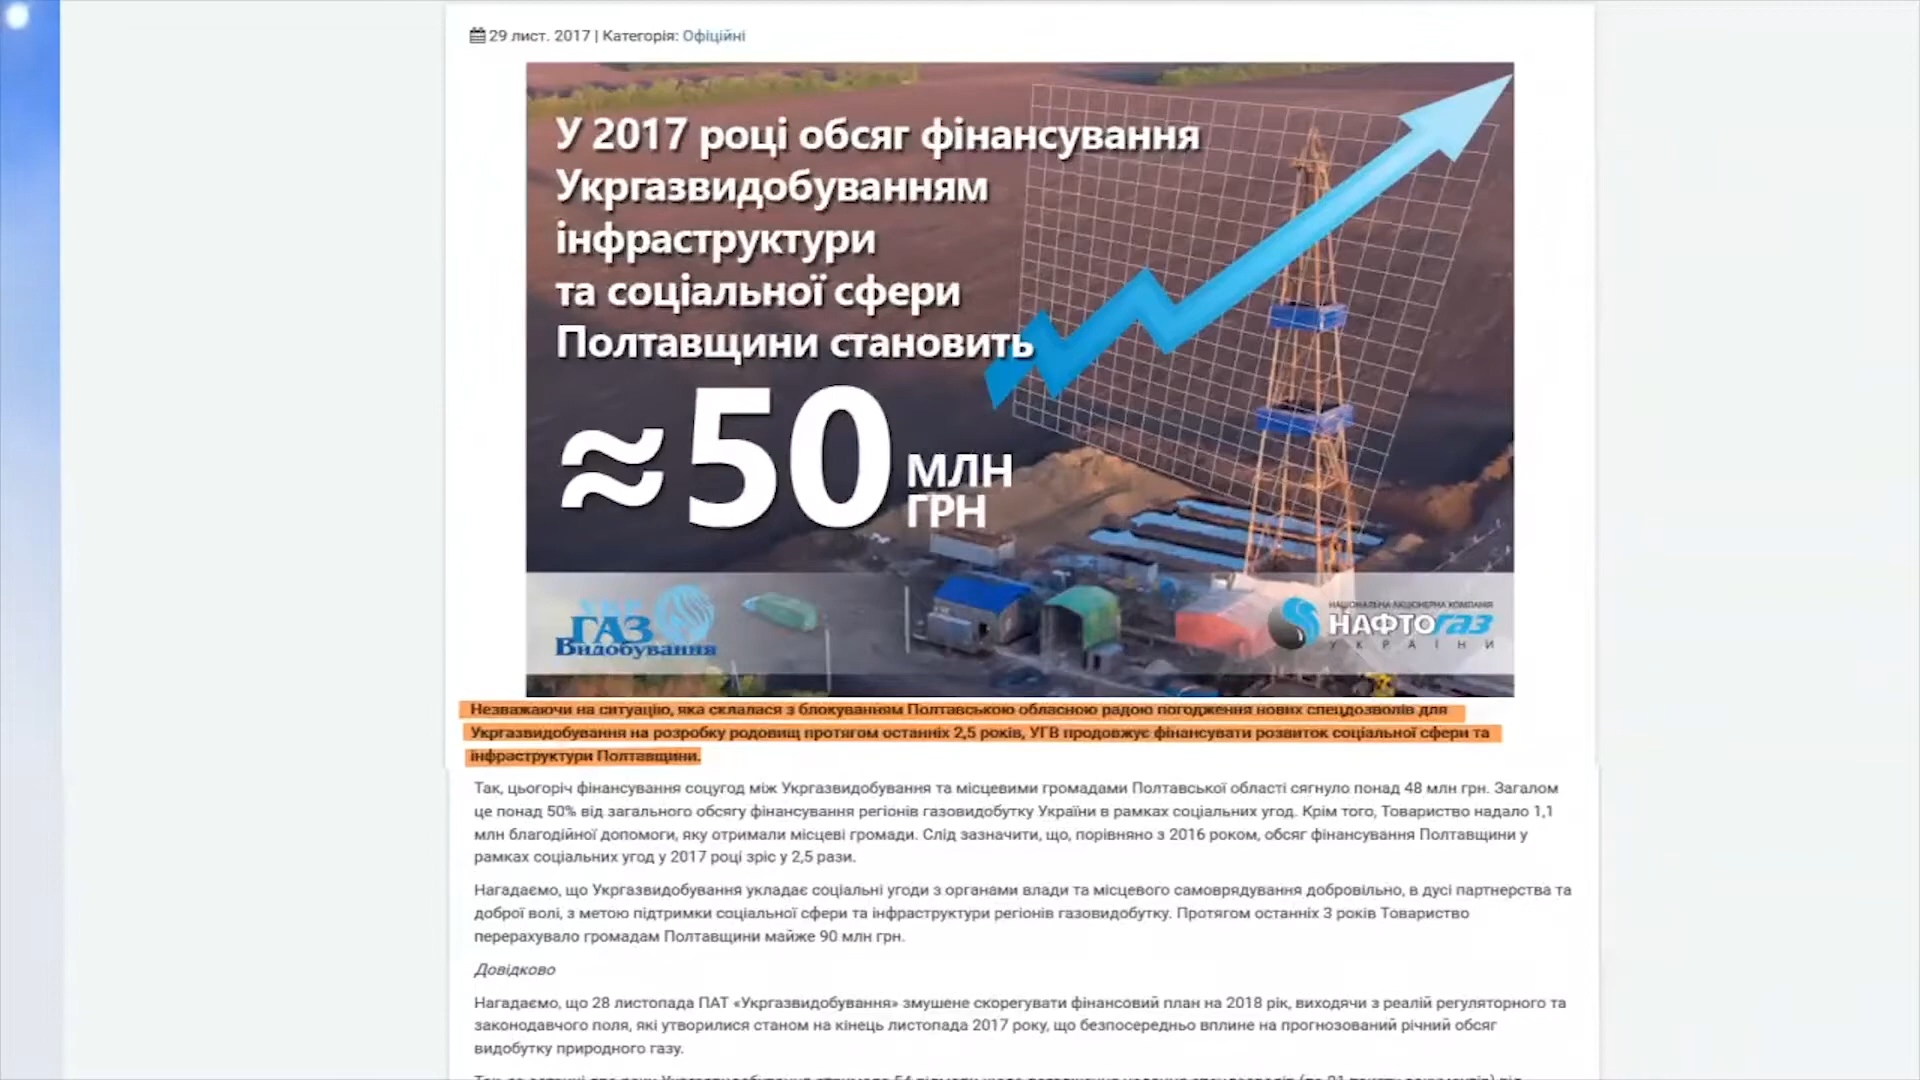 29 лист. 2017 | Категорія: Офіційні
У 2017 році обсяг фінансування
Укргазвидобуванням
інфраструктури
та соціальної сфери
Полтавщини становить
≈50 МЛН
ГРН
УКР
ГАЗ
Видобування
НАЦІОНАЛЬНА АКЦІОНЕРНА КОМПАНІЯ
НАФТОГАЗ
УКРАЇНИ
Незважаючи на ситуацію, яка склалася з блокуванням Полтавською обласною радою погодження нових спецдозволів для
Укргазвидобування на розробку родовищ протягом останніх 2,5 років, УГВ продовжує фінансувати розвиток соціальної сфери та
інфраструктури Полтавщини.
Так, цьогоріч фінансування соцугод між Укргазвидобування та місцевими громадами Полтавської області сягнуло понад 48 млн грн. Загалом
це понад 50% від загального обсягу фінансування регіонів газовидобутку України в рамках соціальних угод. Крім того, Товариство надало 1,1
млн благодійної допомоги, яку отримали місцеві громади. Слід зазначити, що, порівняно з 2016 роком, обсяг фінансування Полтавщини у
рамках соціальних угод у 2017 році зріс у 2,5 рази.
Нагадаємо, що Укргазвидобування укладає соціальні угоди з органами влади та місцевого самоврядування добровільно, в дусі партнерства та
доброї волі, з метою підтримки соціальної сфери та інфраструктури регіонів газовидобутку. Протягом останніх 3 років Товариство
перерахувало громадам Полтавщини майже 90 млн грн.
Довідково
Нагадаємо, що 28 листопада ПАТ «Укргазвидобування» змушене скорегувати фінансовий план на 2018 рік, виходячи з реалій регуляторного та
законодавчого поля, які утворилися станом на кінець листопада 2017 року, що безпосередньо вплине на прогнозований річний обсяг
видобутку природного газу.